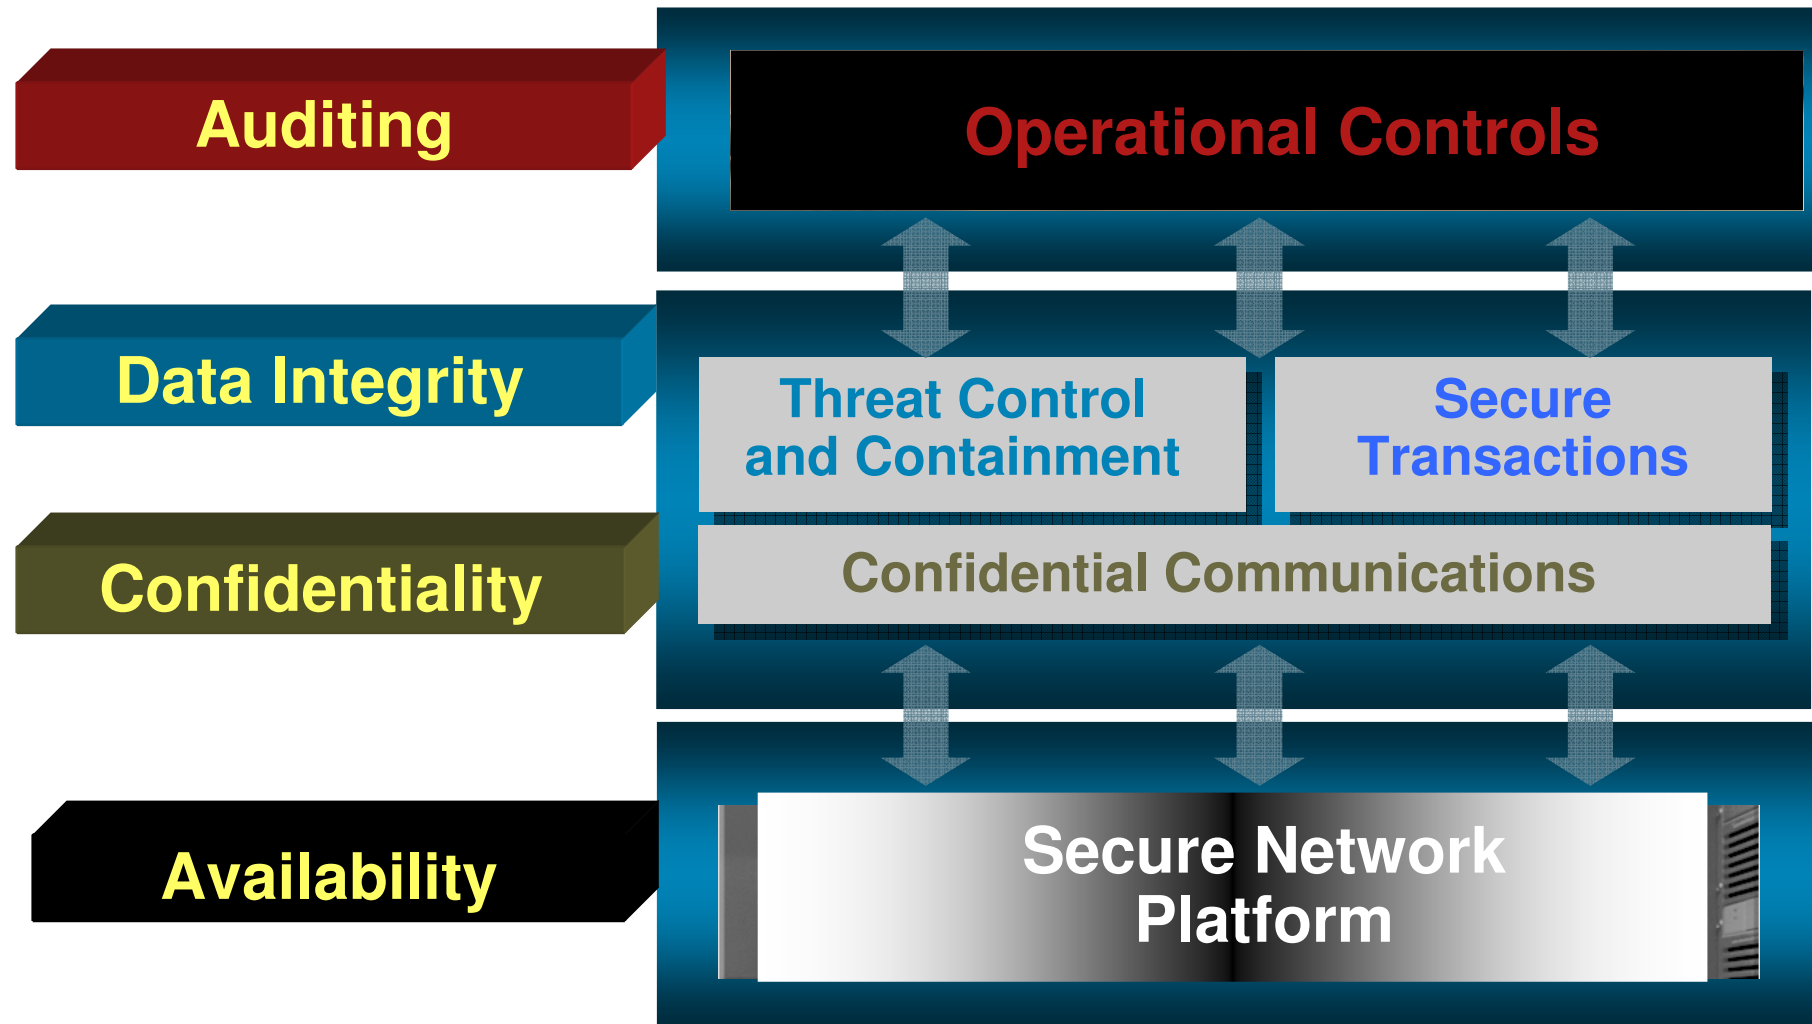 Auditing
Operational Controls
Data Integrity
Threat Control
and Containment
Secure
Transactions
Confidentiality
Confidential Communications
Availability
Secure Network
Platform